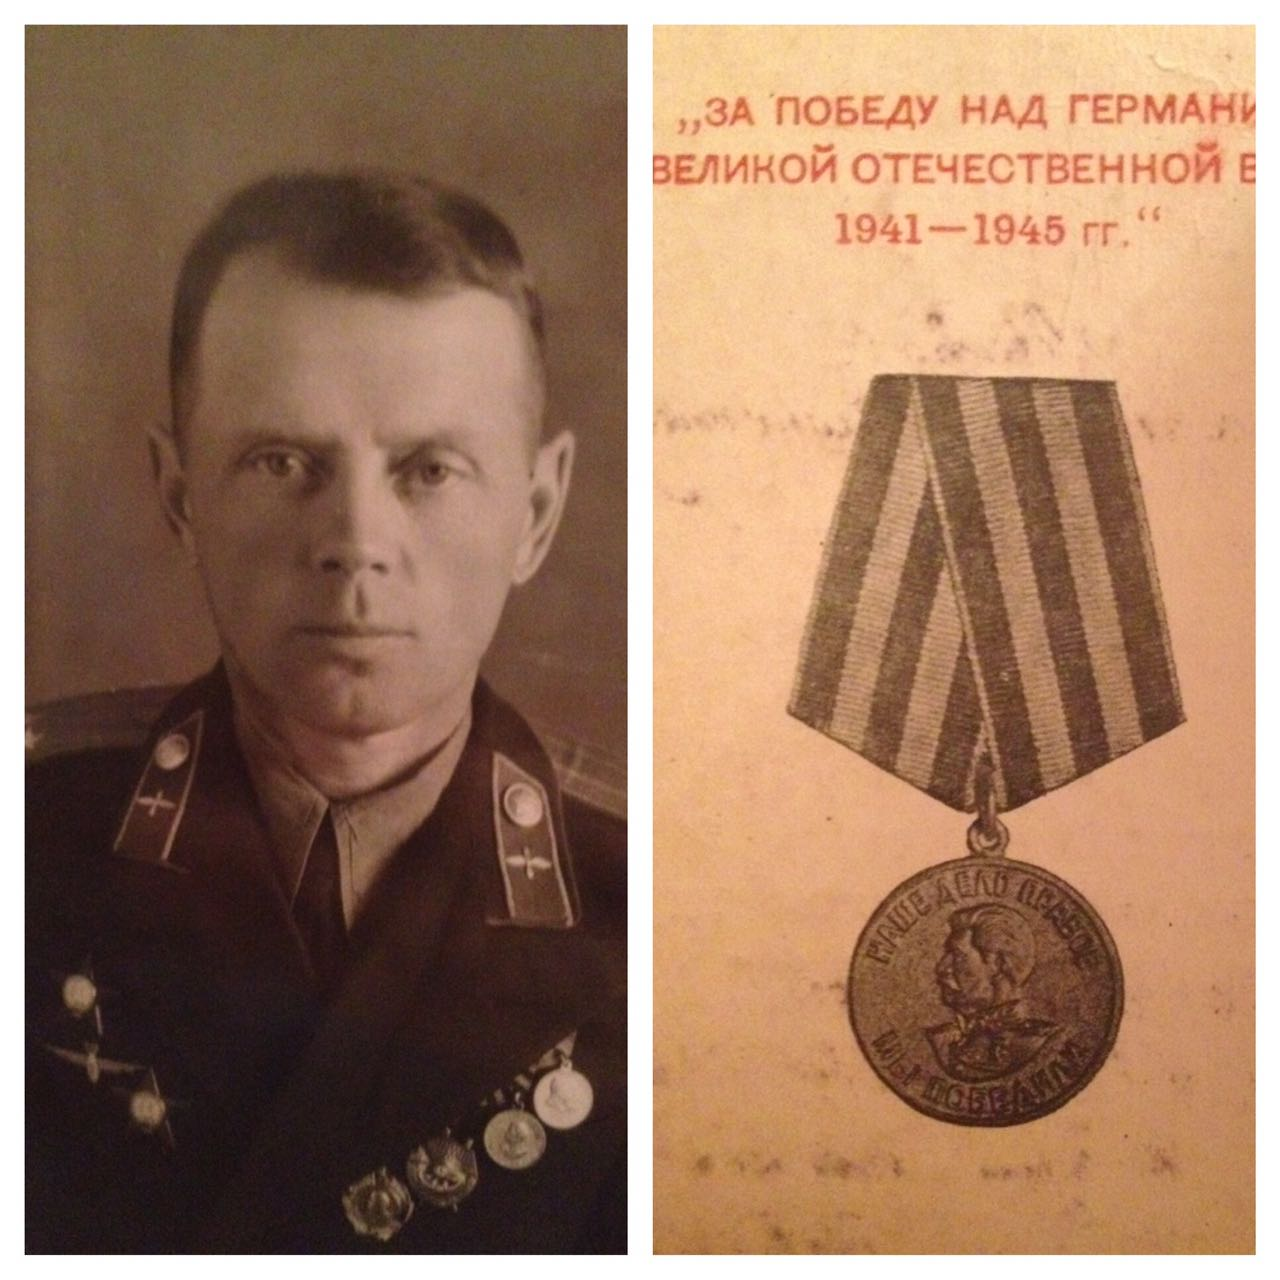 „ЗА ПОБЕДУ НАД ГЕРМАНИ
ВЕЛИКОЙ ОТЕЧЕСТВЕННОЙ В
1941—1945 гг.“
НАШЕ ДЕЛО ПРАВОЕ
МЫ ПОБЕДИЛИ